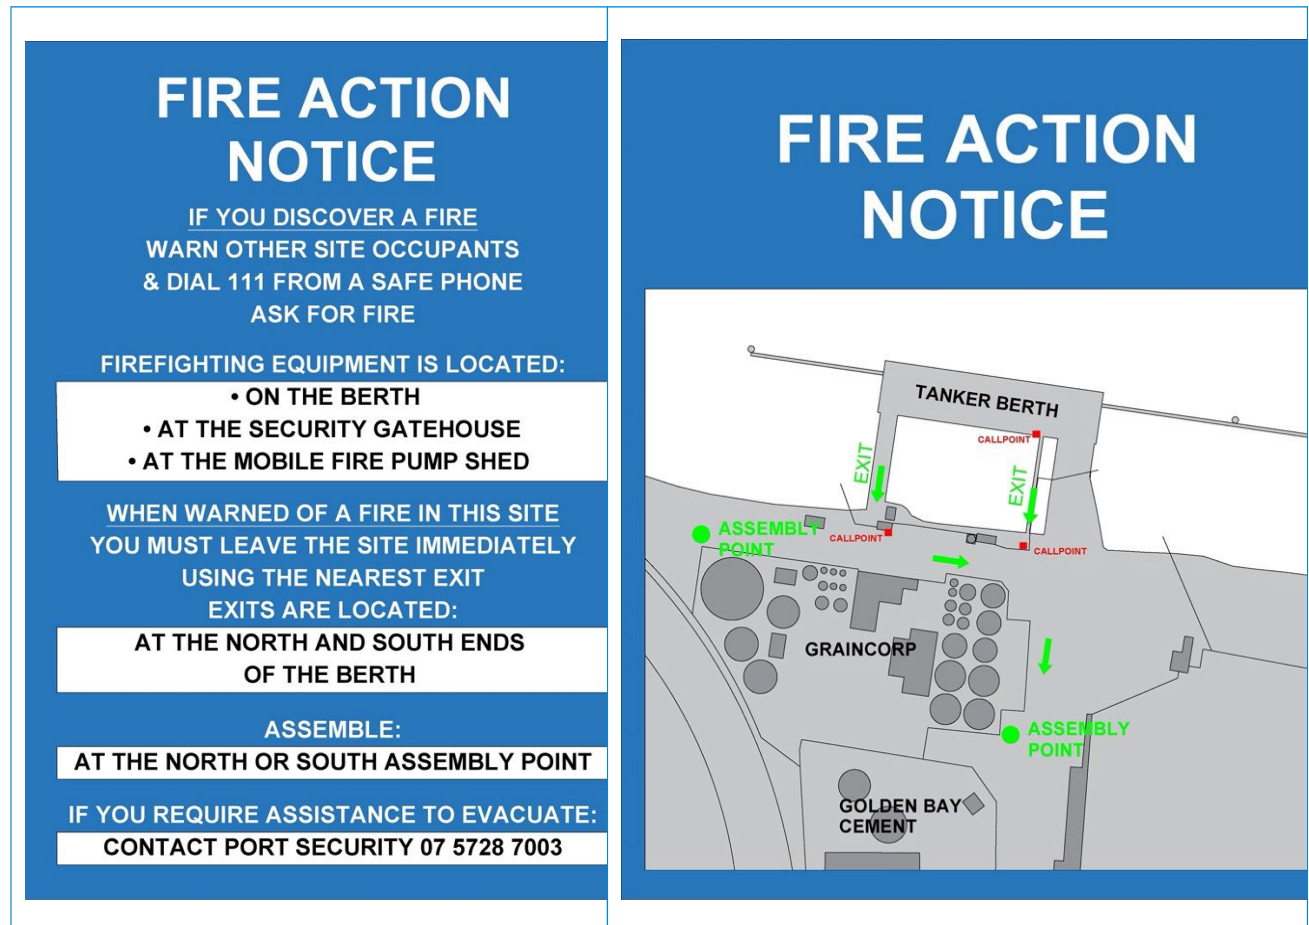 FIRE ACTION
NOTICE
IF YOU DISCOVER A FIRE
WARN OTHER SITE OCCUPANTS
& DIAL 111 FROM A SAFE PHONE
ASK FOR FIRE
FIREFIGHTING EQUIPMENT IS LOCATED:
• ON THE BERTH
• AT THE SECURITY GATEHOUSE
• AT THE MOBILE FIRE PUMP SHED
WHEN WARNED OF A FIRE IN THIS SITE
YOU MUST LEAVE THE SITE IMMEDIATELY
USING THE NEAREST EXIT
EXITS ARE LOCATED:
AT THE NORTH AND SOUTH ENDS
OF THE BERTH
ASSEMBLE:
AT THE NORTH OR SOUTH ASSEMBLY POINT
IF YOU REQUIRE ASSISTANCE TO EVACUATE:
CONTACT PORT SECURITY 07 5728 7003
FIRE ACTION
NOTICE
TANKER BERTH
CALLPOINT
EXIT
EXIT
ASSEMBLY
POINT
CALLPOINT
CALLPOINT
GRAINCORP
ASSEMBLY
POINT
GOLDEN BAY
CEMENT